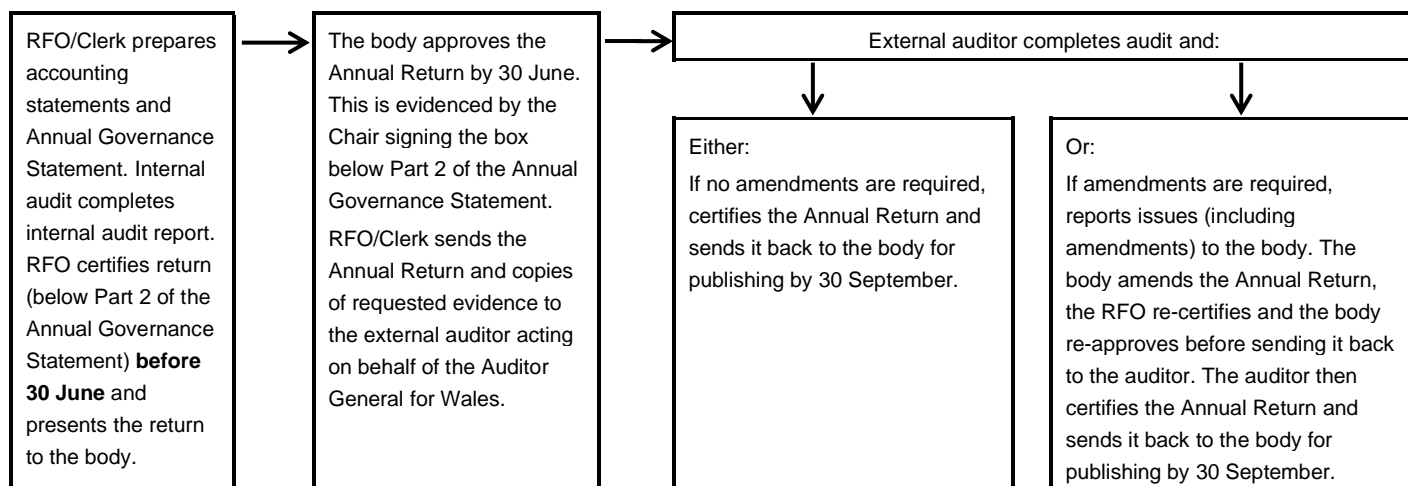 RFO/Clerk prepares
accounting
statements and
Annual Governance
Statement. Internal
audit completes
internal audit report.
RFO certifies return
(below Part 2 of the
Annual Governance
Statement) before
30 June and
presents the return
to the body.
The body approves the
Annual Return by 30 June.
This is evidenced by the
Chair signing the box
below Part 2 of the Annual
Governance Statement.
RFO/Clerk sends the
Annual Return and copies
of requested evidence to
the external auditor acting
on behalf of the Auditor
General for Wales.
External auditor completes audit and:
Either:
If no amendments are required,
certifies the Annual Return and
sends it back to the body for
publishing by 30 September.
Or:
If amendments are required,
reports issues (including
amendments) to the body. The
body amends the Annual Return,
the RFO re-certifies and the body
re-approves before sending it back
to the auditor. The auditor then
certifies the Annual Return and
sends it back to the body for
publishing by 30 September.